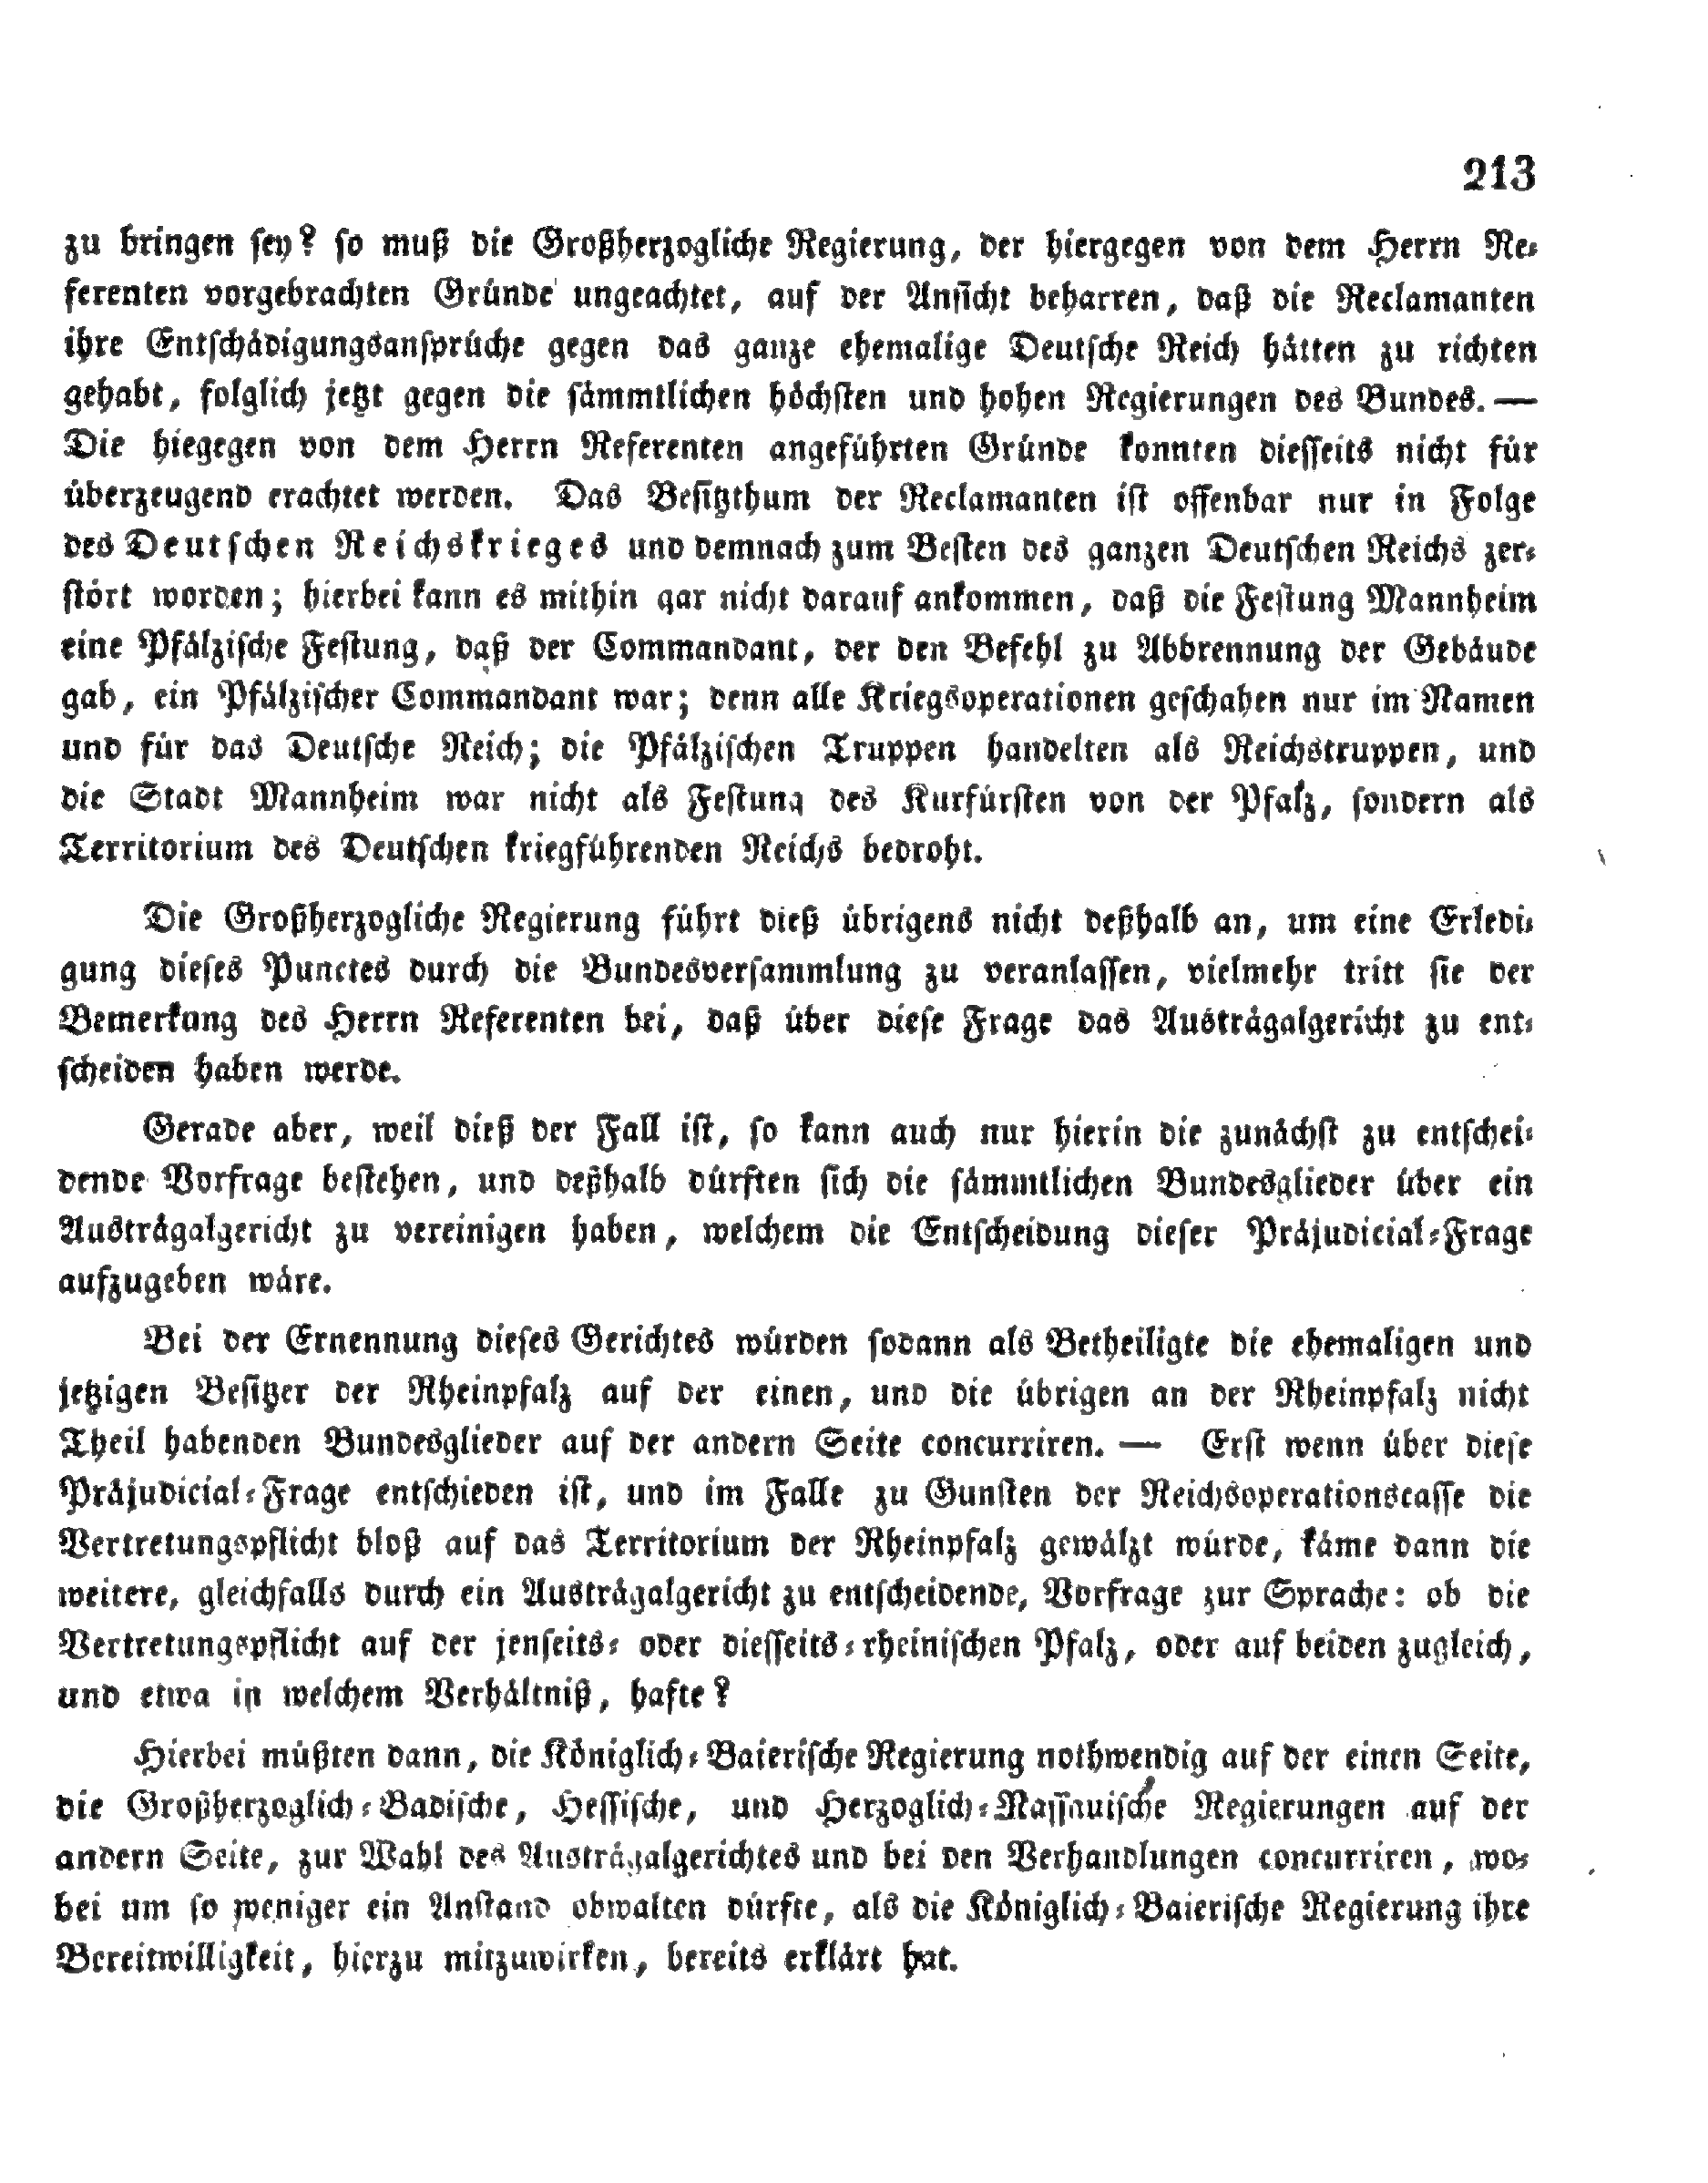 213
zu bringen sey? so muß die Großherzogliche Regierung, der hiergegen von dem Herrn Re-
ferenten vorgebrachten Gründe ungeachtet, auf der Ansicht beharren, daß die Reclamanten
ihre Entschädigungsansprüche gegen das ganze ehemalige Deutsche Reich hätten zu richten
gehabt, folglich jetzt gegen die sämmtlichen höchsten und hohen Regierungen des Bundes. —
Die hiegegen von dem Herrn Referenten angeführten Gründe konnten diesseits nicht für
überzeugend erachtet werden. Das Besitzthum der Reclamanten ist offenbar nur in Folge
des Deutschen Reichskrieges und demnach zum Besten des ganzen Deutschen Reichs zer-
stört worden; hierbei kann es mithin gar nicht darauf ankommen, daß die Festung Mannheim
eine Pfälzische Festung, daß der Commandant, der den Befehl zu Abbrennung der Gebäude
gab, ein Pfälzischer Commandant war; denn alle Kriegsoperationen geschahen nur im Namen
und für das Deutsche Reich; die Pfälzischen Truppen handelten als Reichstruppen, und
die Stadt Mannheim war nicht als Festung des Kurfürsten von der Pfalz, sondern als
Territorium des Deutschen kriegführenden Reichs bedroht.
Die Großherzogliche Regierung führt dieß übrigens nicht deßhalb an, um eine Erledi-
gung dieses Punctes durch die Bundesversammlung zu veranlassen, vielmehr tritt sie der
Bemerkung des Herrn Referenten bei, daß über diese Frage das Austrägalgericht zu ent-
scheiden haben werde.
Gerade aber, weil dieß der Fall ist, so kann auch nur hierin die zunächst zu entschei-
dende Vorfrage bestehen, und deßhalb dürften sich die sämmtlichen Bundesglieder über ein
Austrägalgericht zu vereinigen haben, welchem die Entscheidung dieser Präjudicial-Frage
aufzugeben wäre.
Bei der Ernennung dieses Gerichtes würden sodann als Betheiligte die ehemaligen und
jetzigen Besitzer der Rheinpfalz auf der einen, und die übrigen an der Rheinpfalz nicht
Theil habenden Bundesglieder auf der andern Seite concurriren. — Erst wenn über diese
Präjudicial-Frage entschieden ist, und im Falle zu Gunsten der Reichsoperationscasse die
Vertretungspflicht bloß auf das Territorium der Rheinpfalz gewälzt würde, käme dann die
weitere, gleichfalls durch ein Austrägalgericht zu entscheidende, Vorfrage zur Sprache: ob die
Vertretungspflicht auf der jenseits- oder diesseits-rheinischen Pfalz, oder auf beiden zugleich,
und etwa in welchem Verhältniß, hafte?
Hierbei müßten dann, die Königlich-Baierische Regierung nothwendig auf der einen Seite,
die Großherzoglich-Badische, Hessische, und Herzoglich-Nassauische Regierungen auf der
andern Seite, zur Wahl des Austrägalgerichtes und bei den Verhandlungen concurriren, wo-
bei um so weniger ein Anstand obwalten dürfte, als die Königlich-Baierische Regierung ihre
Bereitwilligkeit, hierzu mitzuwirken, bereits erklärt hat.